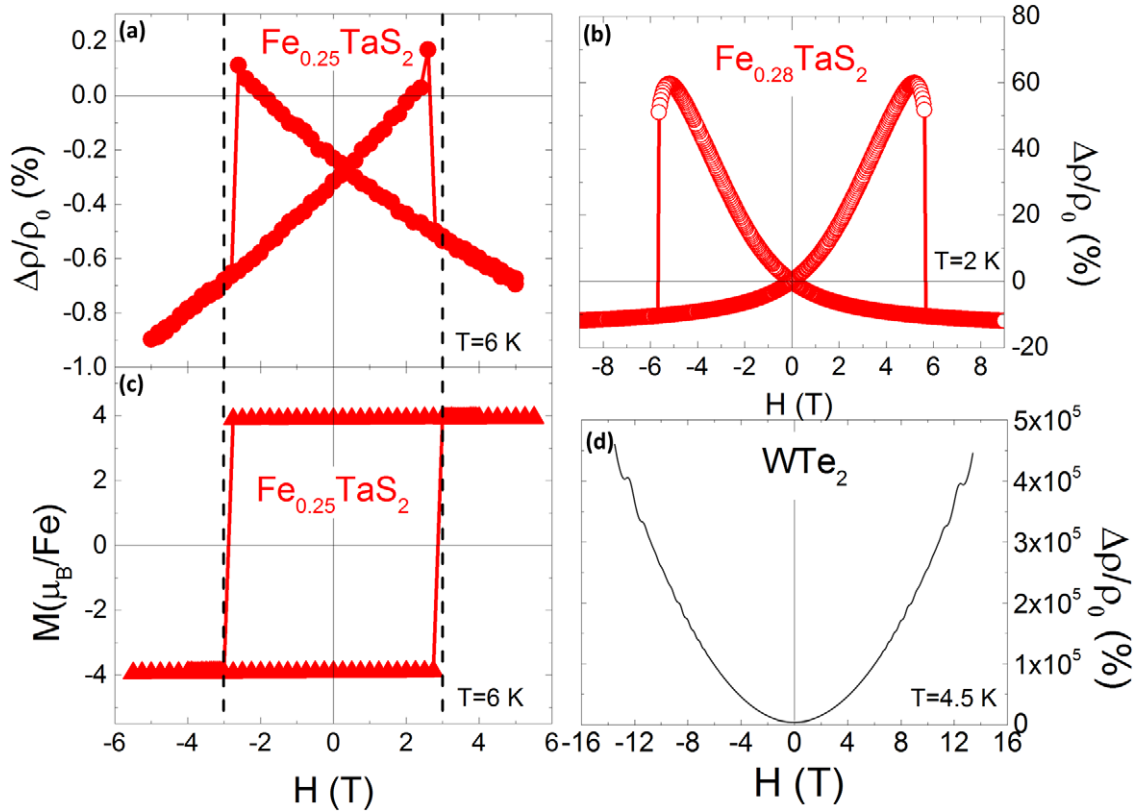 (a)
Fe0.25TaS2
0.2
0.0
-0.2
-0.4
-0.6
-0.8
-1.0
Δρ/ρ0 (%)
T=6 K
(b)
Fe0.28TaS2
80
60
40
20
0
-20
Δρ/ρ0 (%)
T=2 K
-8 -6 -4 -2 0 2 4 6 8
H (T)
(c)
Fe0.25TaS2
4
2
0
-2
-4
M(μB/Fe)
T=6 K
-6 -4 -2 0 2 4 6
H (T)
(d)
WTe2
5x10^5
4x10^5
3x10^5
2x10^5
1x10^5
0
Δρ/ρ0 (%)
T=4.5 K
-16 -12 -8 -4 0 4 8 12 16
H (T)